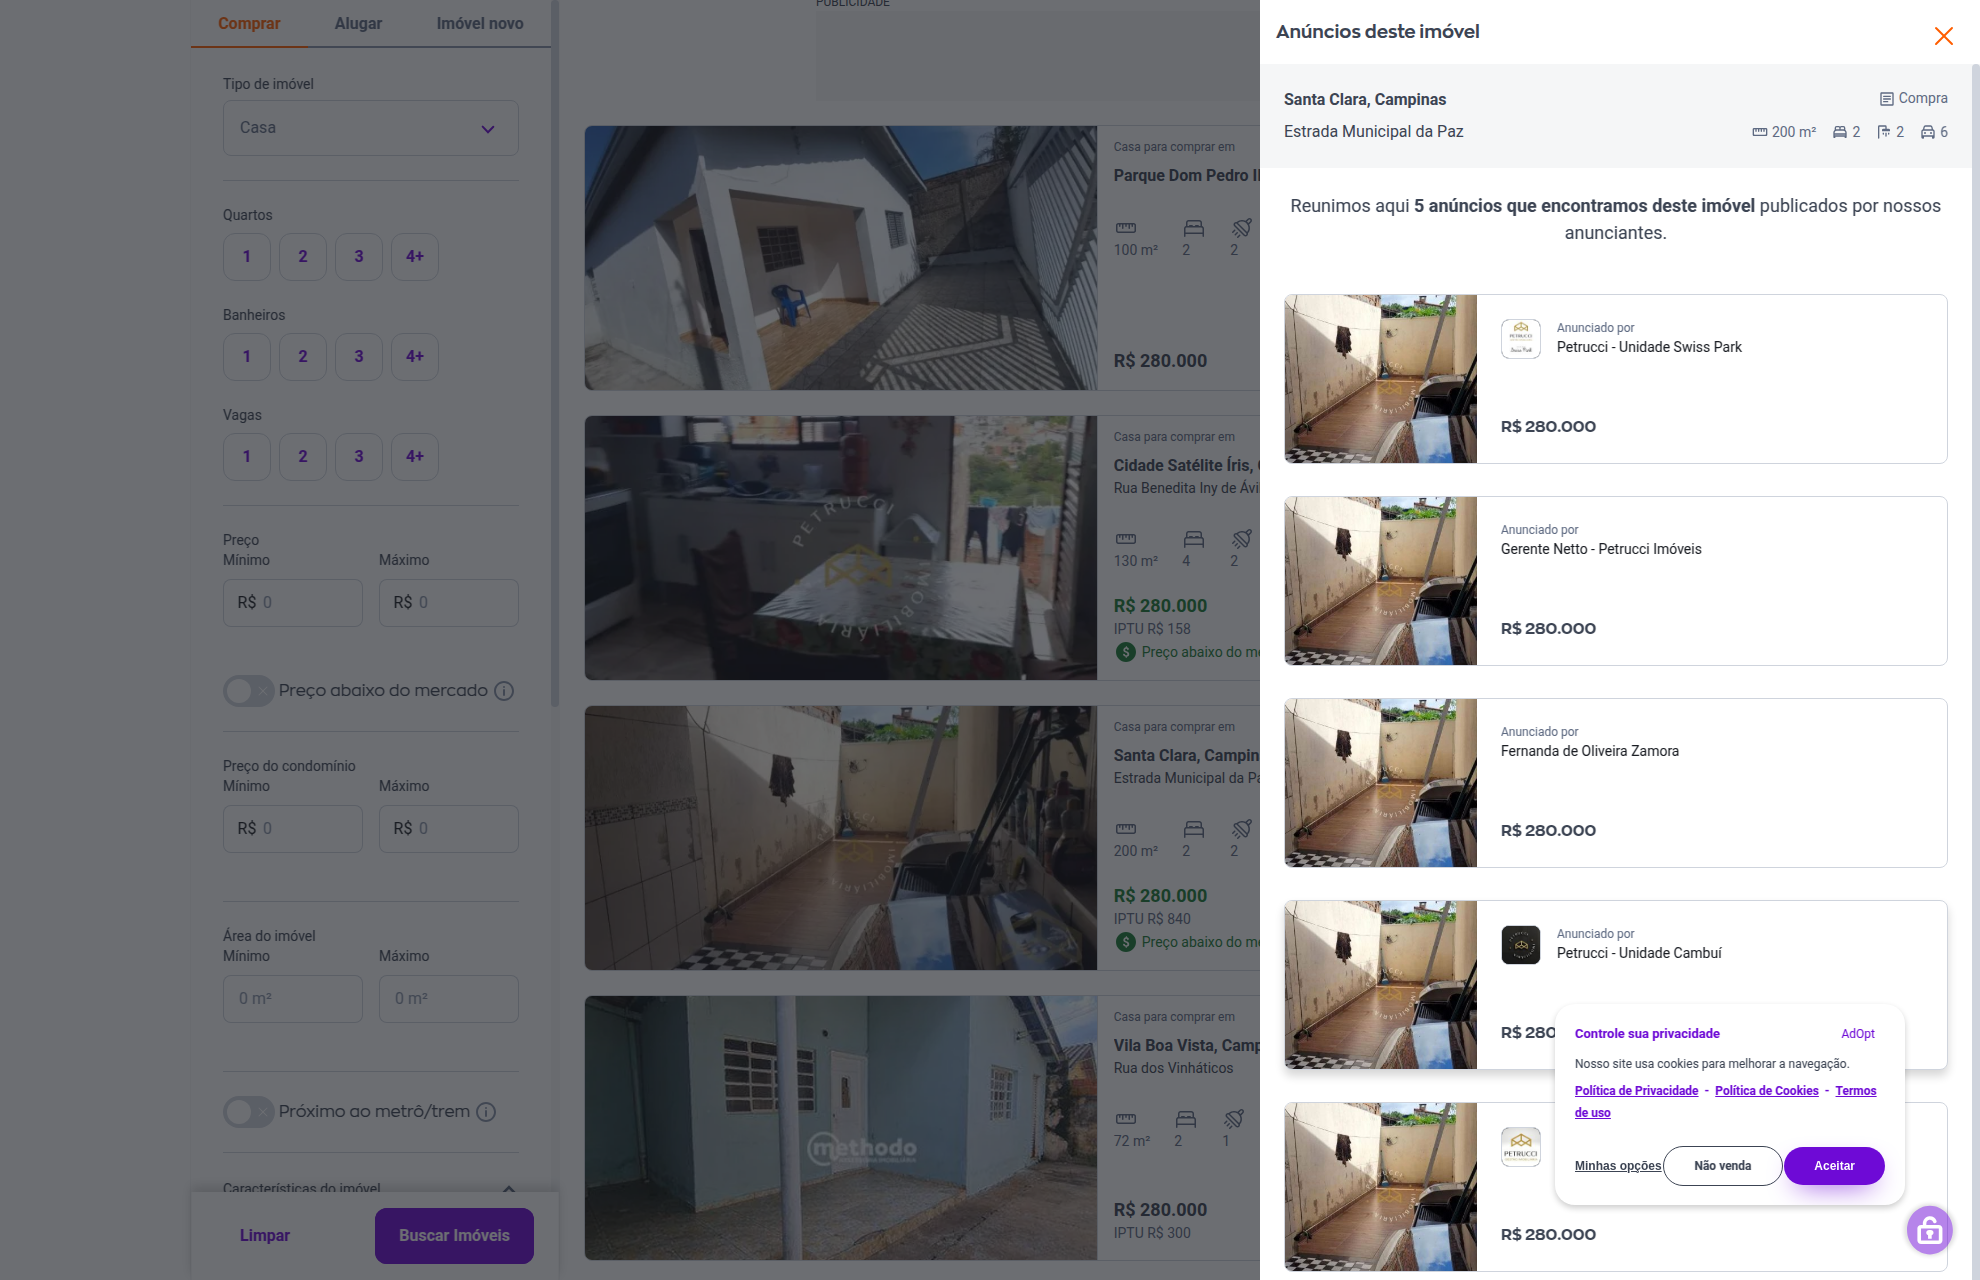 Comprar
Alugar
Imóvel novo
Tipo de imóvel
Casa
Quartos
1 2 3 4+
Banheiros
1 2 3 4+
Vagas
1 2 3 4+
Preço
Mínimo Máximo
R$ 0 R$ 0
Preço abaixo do mercado
Preço do condomínio
Mínimo Máximo
R$ 0 R$ 0
Área do imóvel
Mínimo Máximo
0 m² 0 m²
Próximo ao metrô/trem
Características do imóvel
Limpar
Buscar Imóveis
PUBLICIDADE
Casa para comprar em
Parque Dom Pedro II
100 m² 2 2
R$ 280.000
PETRUCCI
IMOBILIÁRIA
Casa para comprar em
Cidade Satélite Íris,
Rua Benedita Iny de Ávi
130 m² 4 2
R$ 280.000
IPTU R$ 158
Preço abaixo do me
IMOBILIÁRIA
Casa para comprar em
Santa Clara, Campin
Estrada Municipal da Pa
200 m² 2 2
R$ 280.000
IPTU R$ 840
Preço abaixo do me
methodo
Casa para comprar em
Vila Boa Vista, Camp
Rua dos Vinháticos
72 m² 2 1
R$ 280.000
IPTU R$ 300
Anúncios deste imóvel
Santa Clara, Campinas
Compra
Estrada Municipal da Paz
200 m² 2 2 6
Reunimos aqui 5 anúncios que encontramos deste imóvel publicados por nossos
anunciantes.
PETRUCCI
Swiss Park
Anunciado por
Petrucci - Unidade Swiss Park
R$ 280.000
Anunciado por
Gerente Netto - Petrucci Imóveis
R$ 280.000
Anunciado por
Fernanda de Oliveira Zamora
R$ 280.000
Anunciado por
Petrucci - Unidade Cambuí
R$ 280
PETRUCCI
R$ 280.000
Controle sua privacidade
AdOpt
Nosso site usa cookies para melhorar a navegação.
Política de Privacidade - Política de Cookies - Termos
de uso
Minhas opções
Não venda
Aceitar